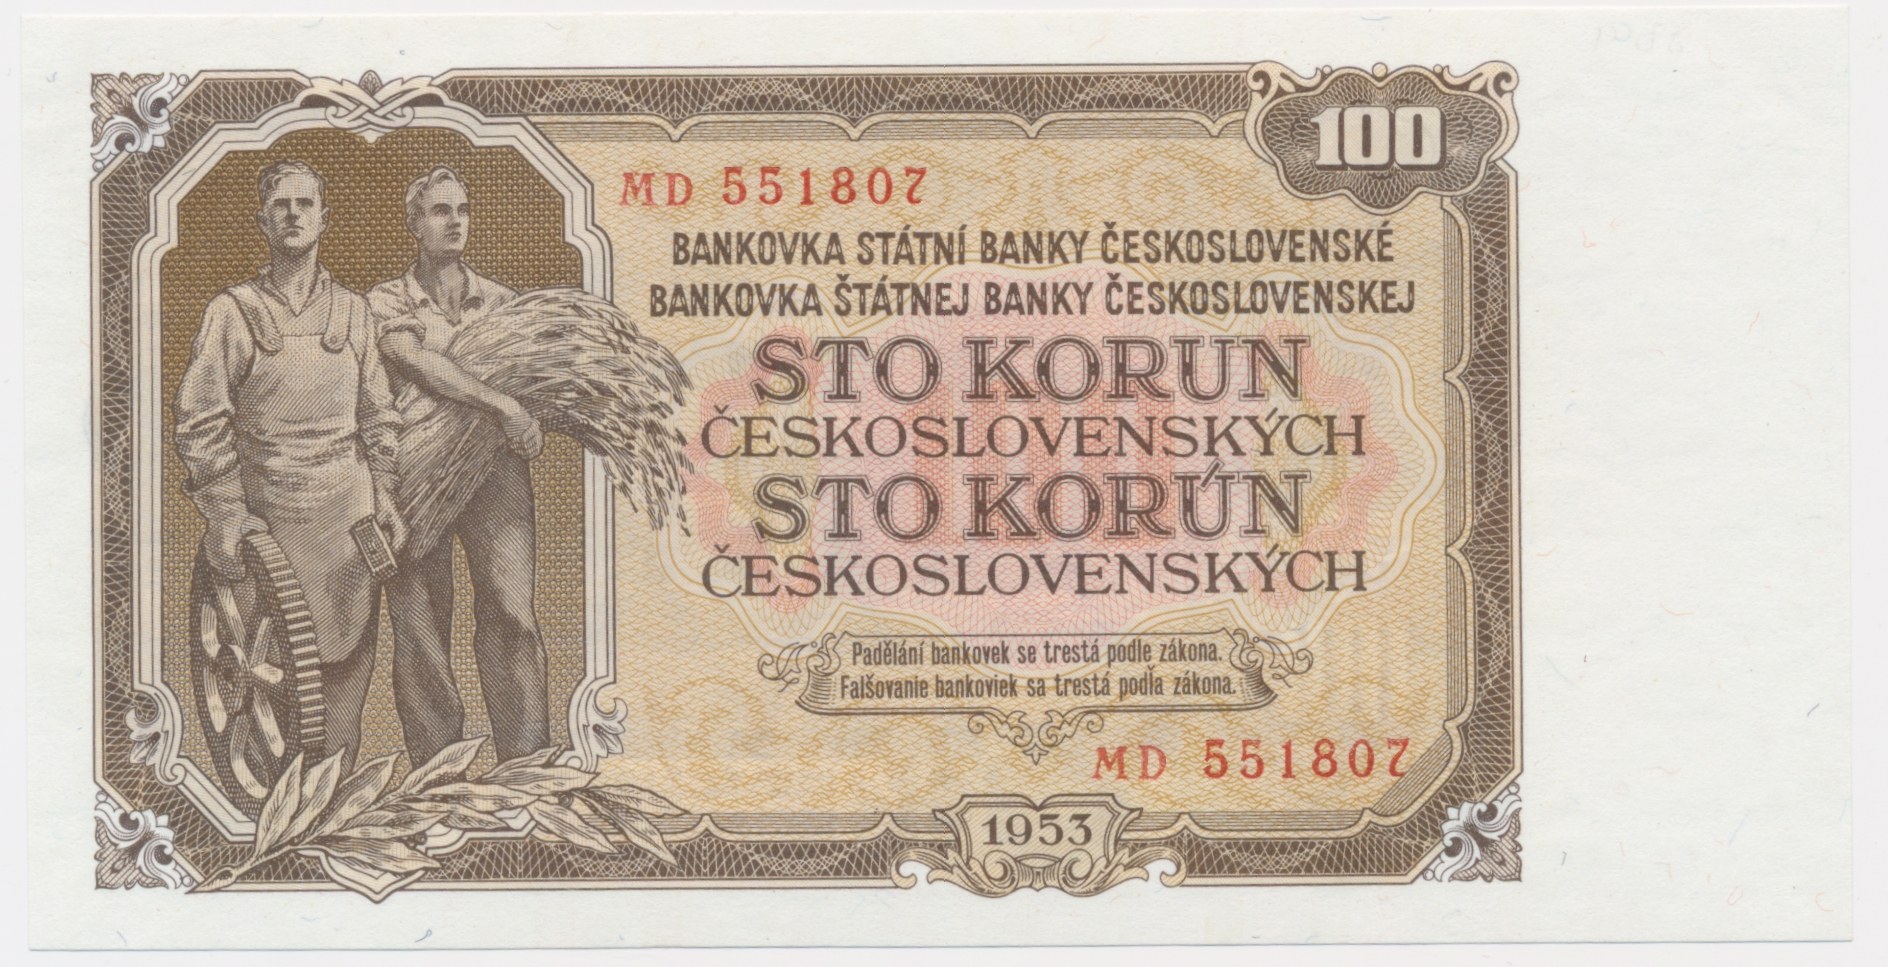 100
MD 551807
BANKOVKA STÁTNÍ BANKY ČESKOSLOVENSKÉ
BANKOVKA ŠTÁTNEJ BANKY ČESKOSLOVENSKEJ
STO KORUN
ČESKOSLOVENSKÝCH
STO KORÚN
ČESKOSLOVENSKÝCH
Padělání bankovek se trestá podle zákona.
Falšovanie bankoviek sa trestá podľa zákona.
MD 551807
1953